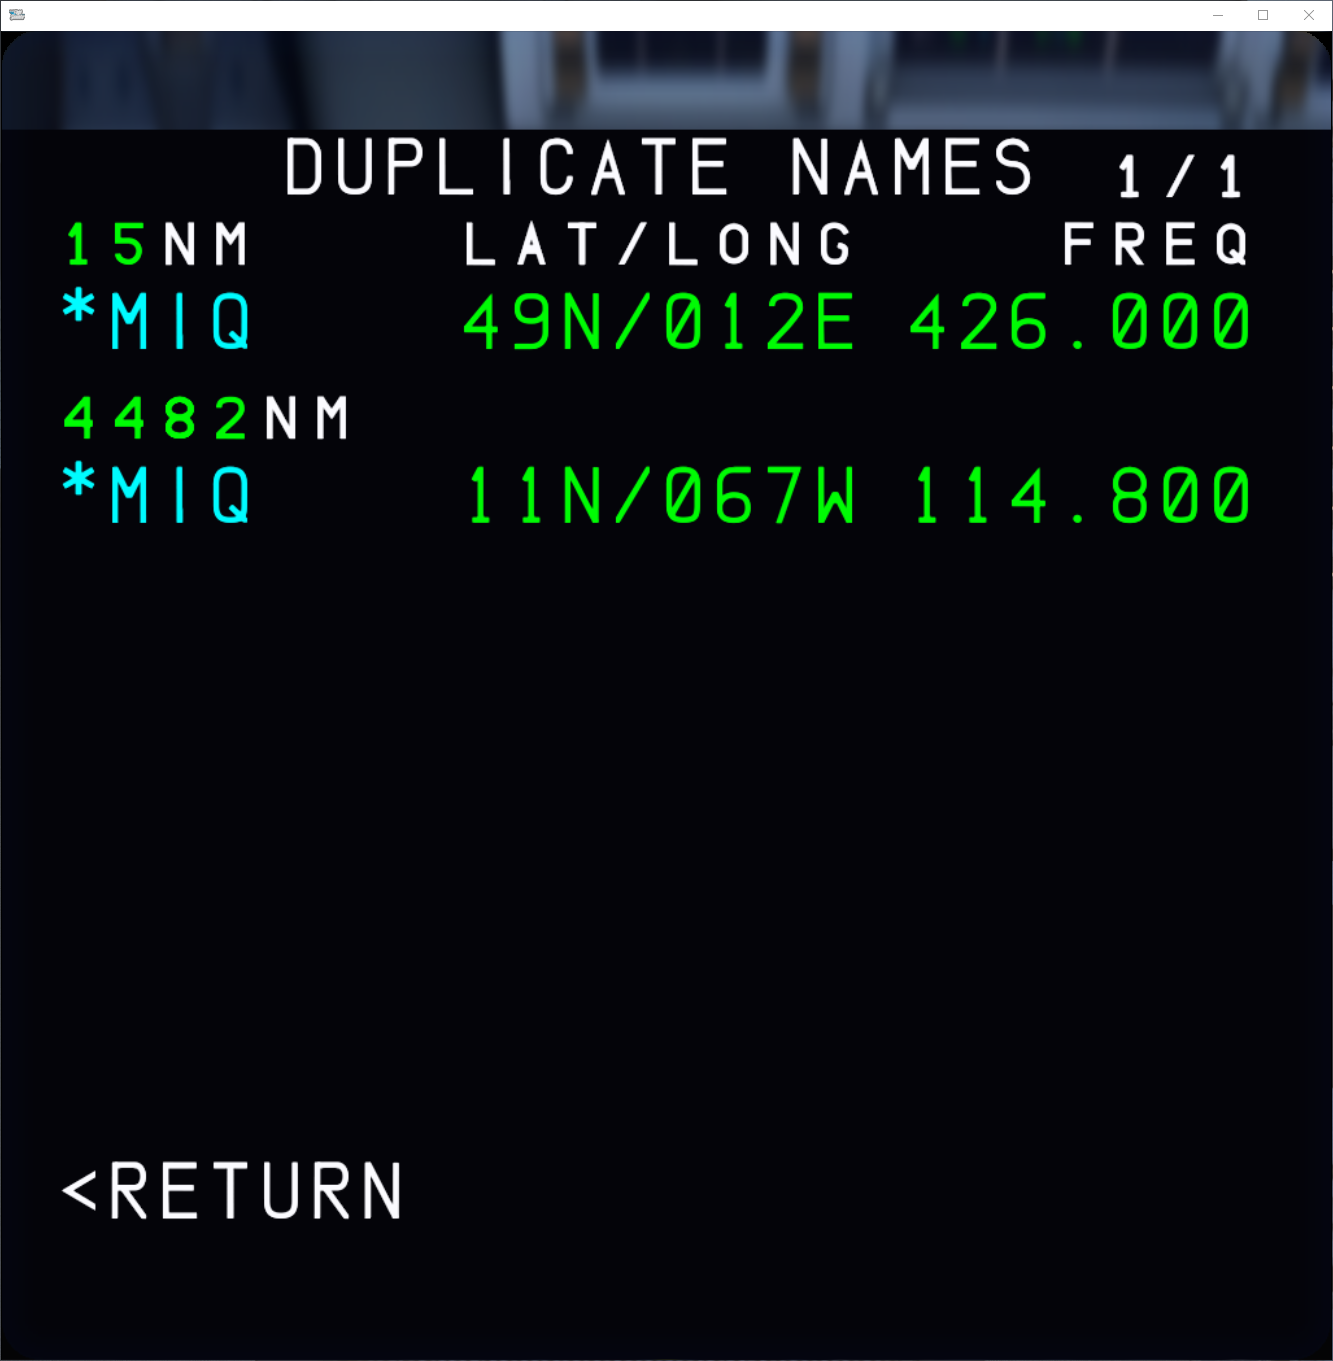 DUPLICATE NAMES 1/1
15NM LAT/LONG FREQ
*MIQ 49N/012E 426.000
4482NM
*MIQ 11N/067W 114.800
<RETURN